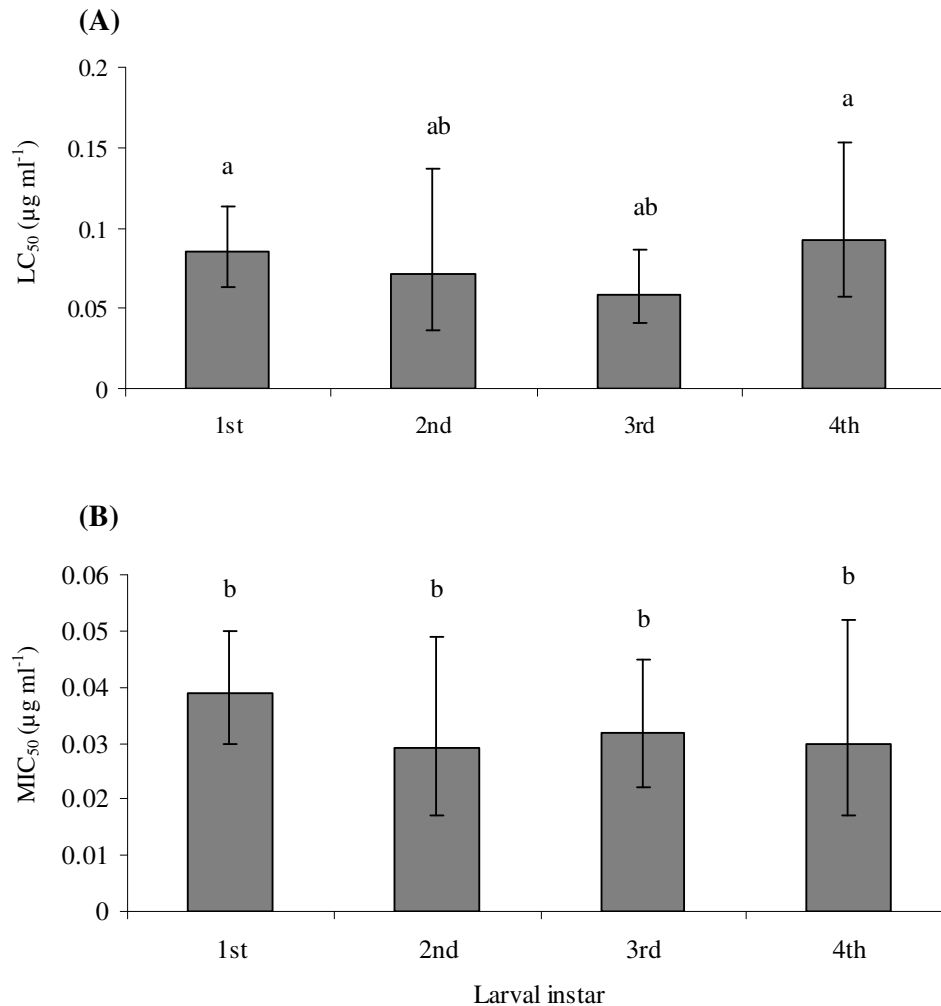 (A)
LC50 (µg ml-1)
0.2
0.15
0.1
0.05
0
a
ab
ab
a
1st 2nd 3rd 4th
(B)
MIC50 (µg ml-1)
0.06
0.05
0.04
0.03
0.02
0.01
0
b b b b
1st 2nd 3rd 4th
Larval instar